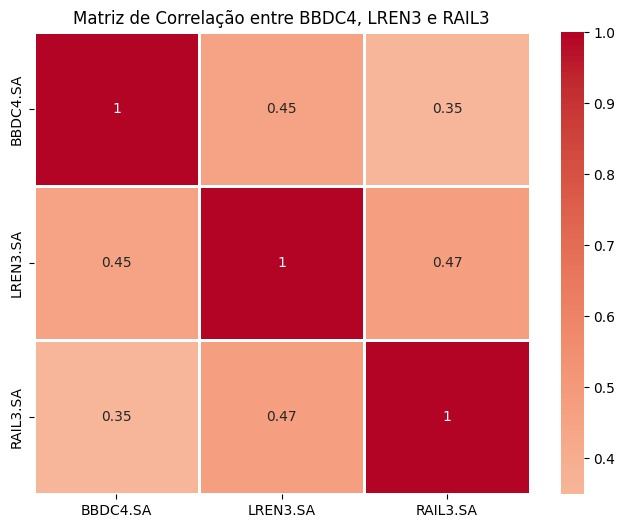 Matriz de Correlação entre BBDC4, LREN3 e RAIL3
BBDC4.SA
1
0.45
0.35
LREN3.SA
0.45
1
0.47
RAIL3.SA
0.35
0.47
1
BBDC4.SA
LREN3.SA
RAIL3.SA
1.0
0.9
0.8
0.7
0.6
0.5
0.4